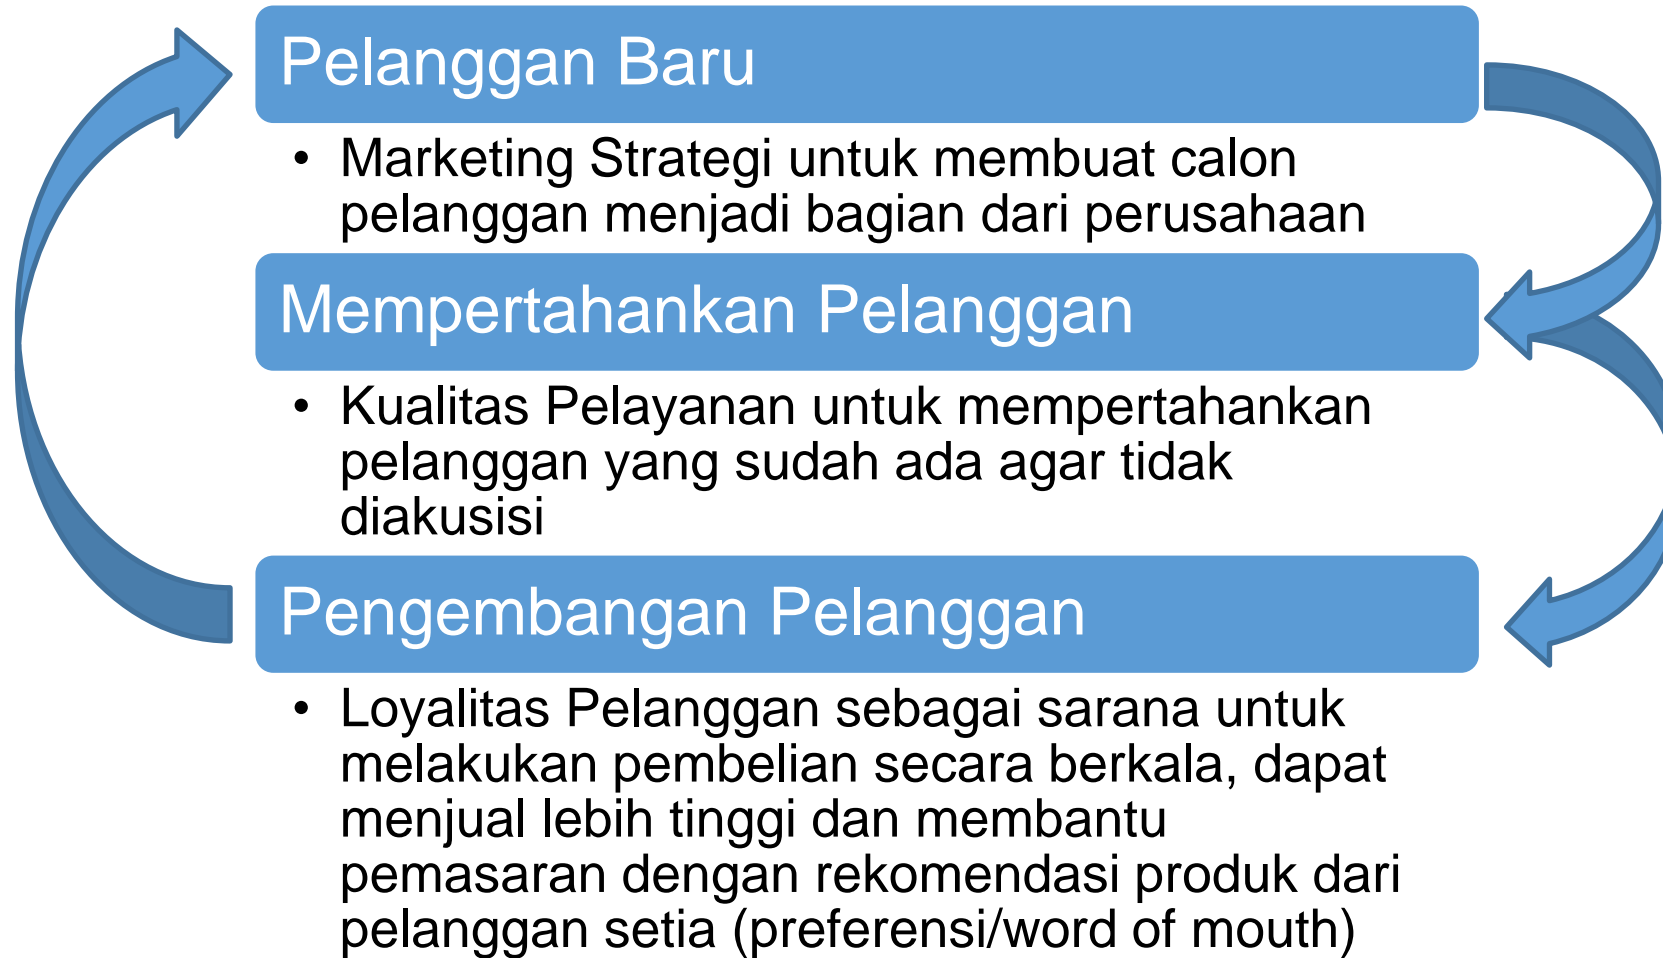 Pelanggan Baru
• Marketing Strategi untuk membuat calon
pelanggan menjadi bagian dari perusahaan
Mempertahankan Pelanggan
• Kualitas Pelayanan untuk mempertahankan
pelanggan yang sudah ada agar tidak
diakusisi
Pengembangan Pelanggan
• Loyalitas Pelanggan sebagai sarana untuk
melakukan pembelian secara berkala, dapat
menjual lebih tinggi dan membantu
pemasaran dengan rekomendasi produk dari
pelanggan setia (preferensi/word of mouth)